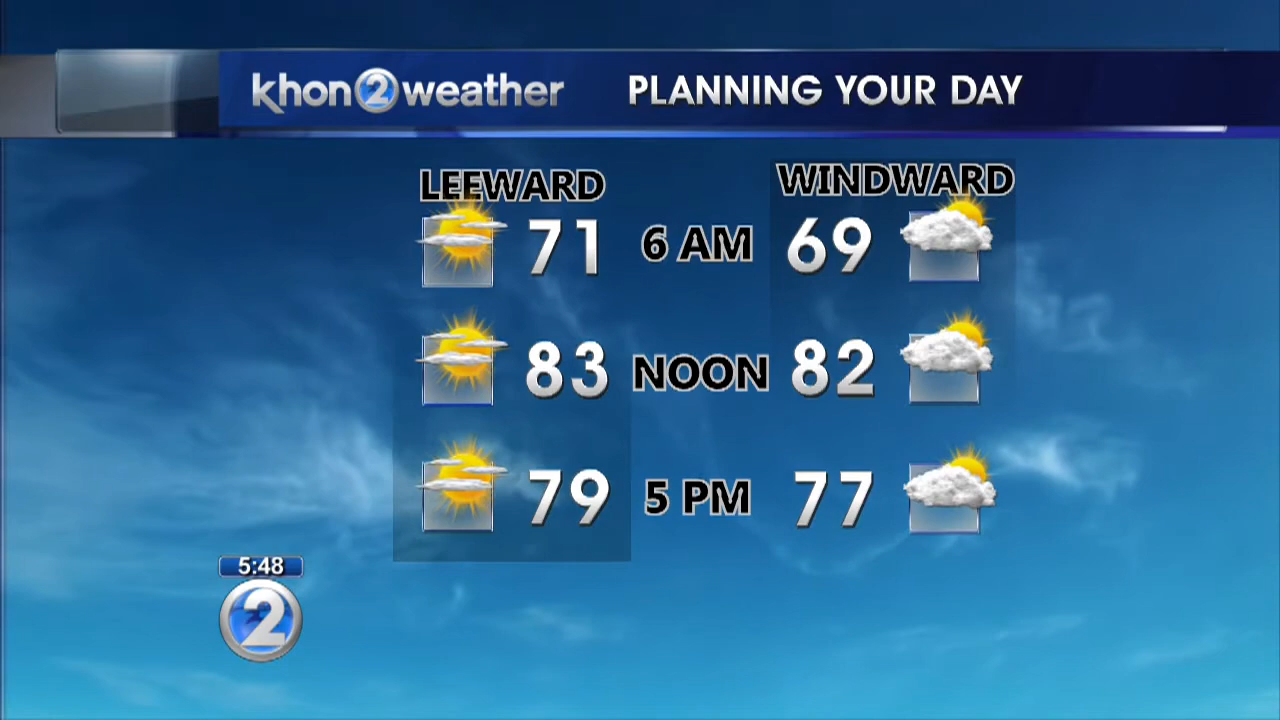 khon2weather PLANNING YOUR DAY
LEEWARD WINDWARD
71 6 AM 69
83 NOON 82
79 5 PM 77
5:48
2